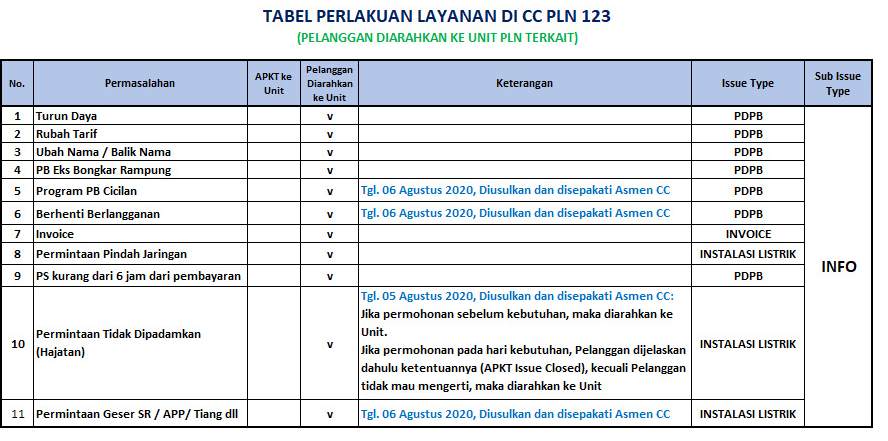 TABEL PERLAKUAN LAYANAN DI CC PLN 123
(PELANGGAN DIARAHKAN KE UNIT PLN TERKAIT)
No. Permasalahan APKT ke Unit Pelanggan Diarahkan ke Unit Keterangan Issue Type Sub Issue Type
1 Turun Daya v PDPB
2 Rubah Tarif v PDPB
3 Ubah Nama / Balik Nama v PDPB
4 PB Eks Bongkar Rampung v PDPB
5 Program PB Cicilan v Tgl. 06 Agustus 2020, Diusulkan dan disepakati Asmen CC PDPB
6 Berhenti Berlangganan v Tgl. 06 Agustus 2020, Diusulkan dan disepakati Asmen CC PDPB
7 Invoice v INVOICE
8 Permintaan Pindah Jaringan v INSTALASI LISTRIK
9 PS kurang dari 6 jam dari pembayaran v PDPB
INFO
10 Permintaan Tidak Dipadamkan (Hajatan) v
Tgl. 05 Agustus 2020, Diusulkan dan disepakati Asmen CC:
Jika permohonan sebelum kebutuhan, maka diarahkan ke
Unit.
Jika permohonan pada hari kebutuhan, Pelanggan dijelaskan
dahulu ketentuannya (APKT Issue Closed), kecuali Pelanggan
tidak mau mengerti, maka diarahkan ke Unit
INSTALASI LISTRIK
11 Permintaan Geser SR / APP/ Tiang dll v Tgl. 06 Agustus 2020, Diusulkan dan disepakati Asmen CC INSTALASI LISTRIK